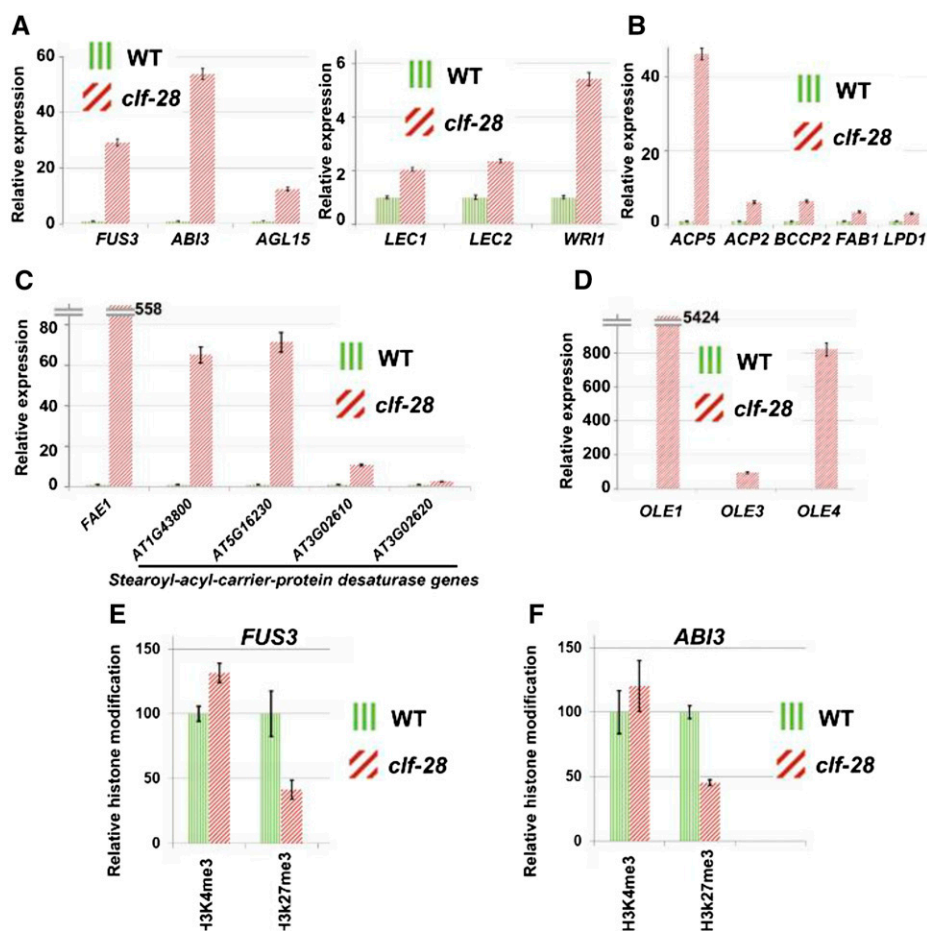 A
Relative expression
60
40
20
0
WT
clf-28
FUS3 ABI3 AGL15
Relative expression
6
4
2
0
WT
clf-28
LEC1 LEC2 WRI1
B
Relative expression
40
20
0
WT
clf-28
ACP5 ACP2 BCCP2 FAB1 LPD1
C
Relative expression
80
60
40
20
0
558
WT
clf-28
FAE1
AT1G43800
AT5G16230
AT3G02610
AT3G02620
Stearoyl-acyl-carrier-protein desaturase genes
D
Relative expression
800
600
400
200
0
5424
WT
clf-28
OLE1 OLE3 OLE4
E
FUS3
Relative histone modification
150
100
50
0
WT
clf-28
H3K4me3
H3k27me3
F
ABI3
Relative histone modification
150
100
50
0
WT
clf-28
H3K4me3
H3k27me3